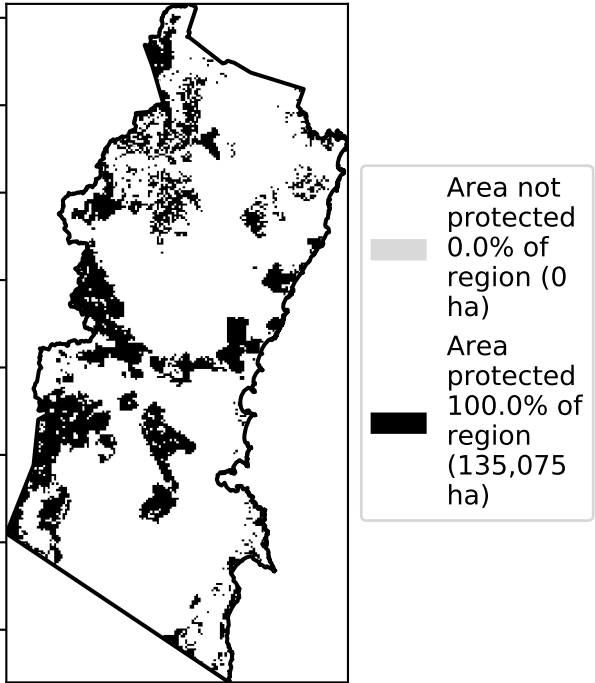 Area not
protected
0.0% of
region (0
ha)
Area
protected
100.0% of
region
(135,075
ha)